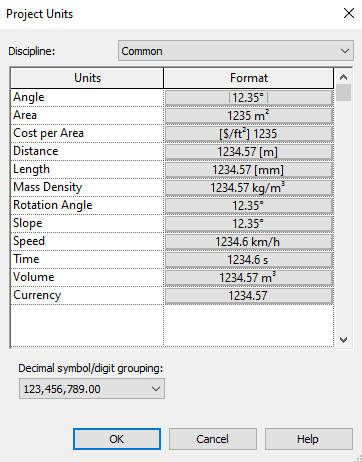 Project Units
Discipline: Common
Units Format
Angle 12.35°
Area 1235 m²
Cost per Area [$/ft²] 1235
Distance 1234.57 [m]
Length 1234.57 [mm]
Mass Density 1234.57 kg/m³
Rotation Angle 12.35°
Slope 12.35°
Speed 1234.6 km/h
Time 1234.6 s
Volume 1234.57 m³
Currency 1234.57
Decimal symbol/digit grouping:
123,456,789.00
OK Cancel Help